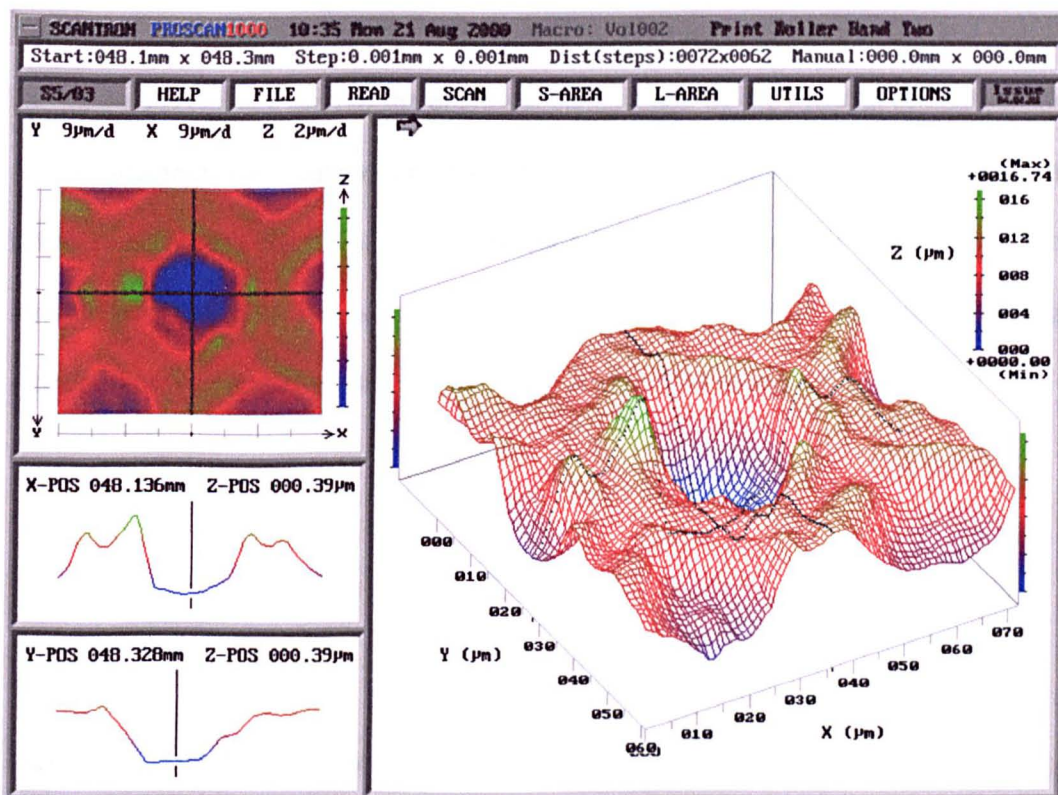 SCANTRON PROSCAN1000 10:35 Mon 21 Aug 2000 Macro: Vol002 Print Roller Band Two
Start:048.1mm x 048.3mm Step:0.001mm x 0.001mm Dist(steps):0072x0062 Manual:000.0mm x 000.0mm
S5/03 HELP FILE READ SCAN S-AREA L-AREA UTILS OPTIONS Issue
Y 9µm/d X 9µm/d Z 2µm/d
Z
Y
X
X-POS 048.136mm Z-POS 000.39µm
Y-POS 048.328mm Z-POS 000.39µm
(Max)
+0016.74
016
Z (µm)
012
008
004
000
+0000.00
(Min)
000
010
020
030
040
050
060
Y (µm)
010
020
030
040
050
060
070
X (µm)